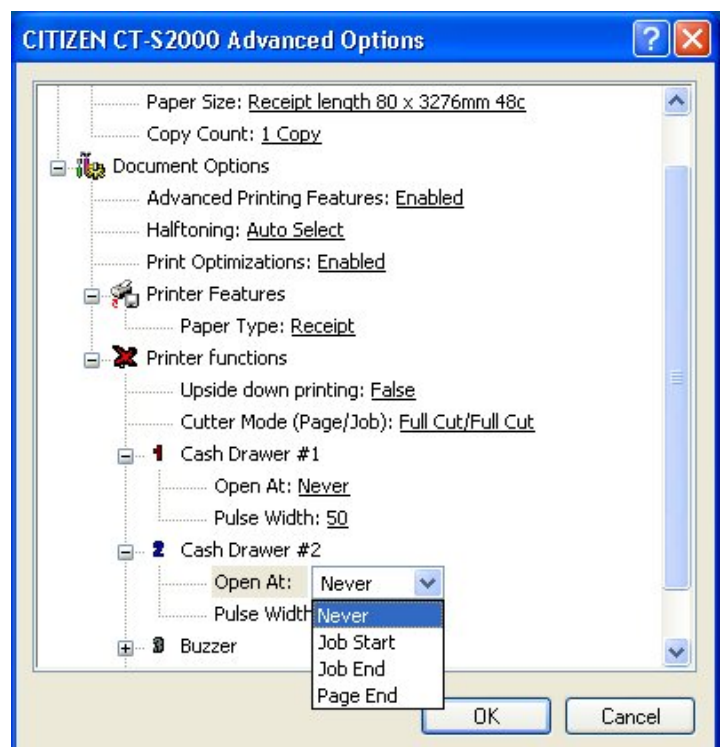 CITIZEN CT-S2000 Advanced Options
Paper Size: Receipt length 80 x 3276mm 48c
Copy Count: 1 Copy
Document Options
Advanced Printing Features: Enabled
Halftoning: Auto Select
Print Optimizations: Enabled
Printer Features
Paper Type: Receipt
Printer functions
Upside down printing: False
Cutter Mode (Page/Job): Full Cut/Full Cut
1 Cash Drawer #1
Open At: Never
Pulse Width: 50
2 Cash Drawer #2
Open At: Never
Pulse Width
Never
3 Buzzer
Job Start
Job End
Page End
OK Cancel